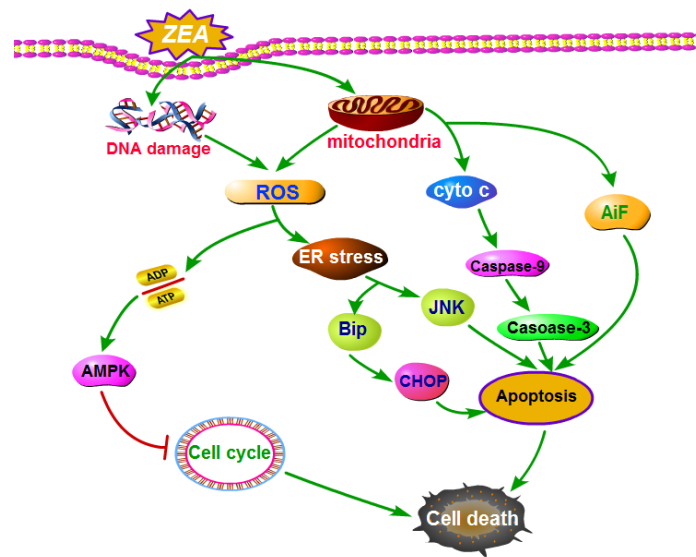 ZEA
DNA damage
mitochondria
ROS
cyto c
AiF
ER stress
Caspase-9
ADP
ATP
JNK
Bip
Casoase-3
AMPK
CHOP
Apoptosis
Cell cycle
Cell death